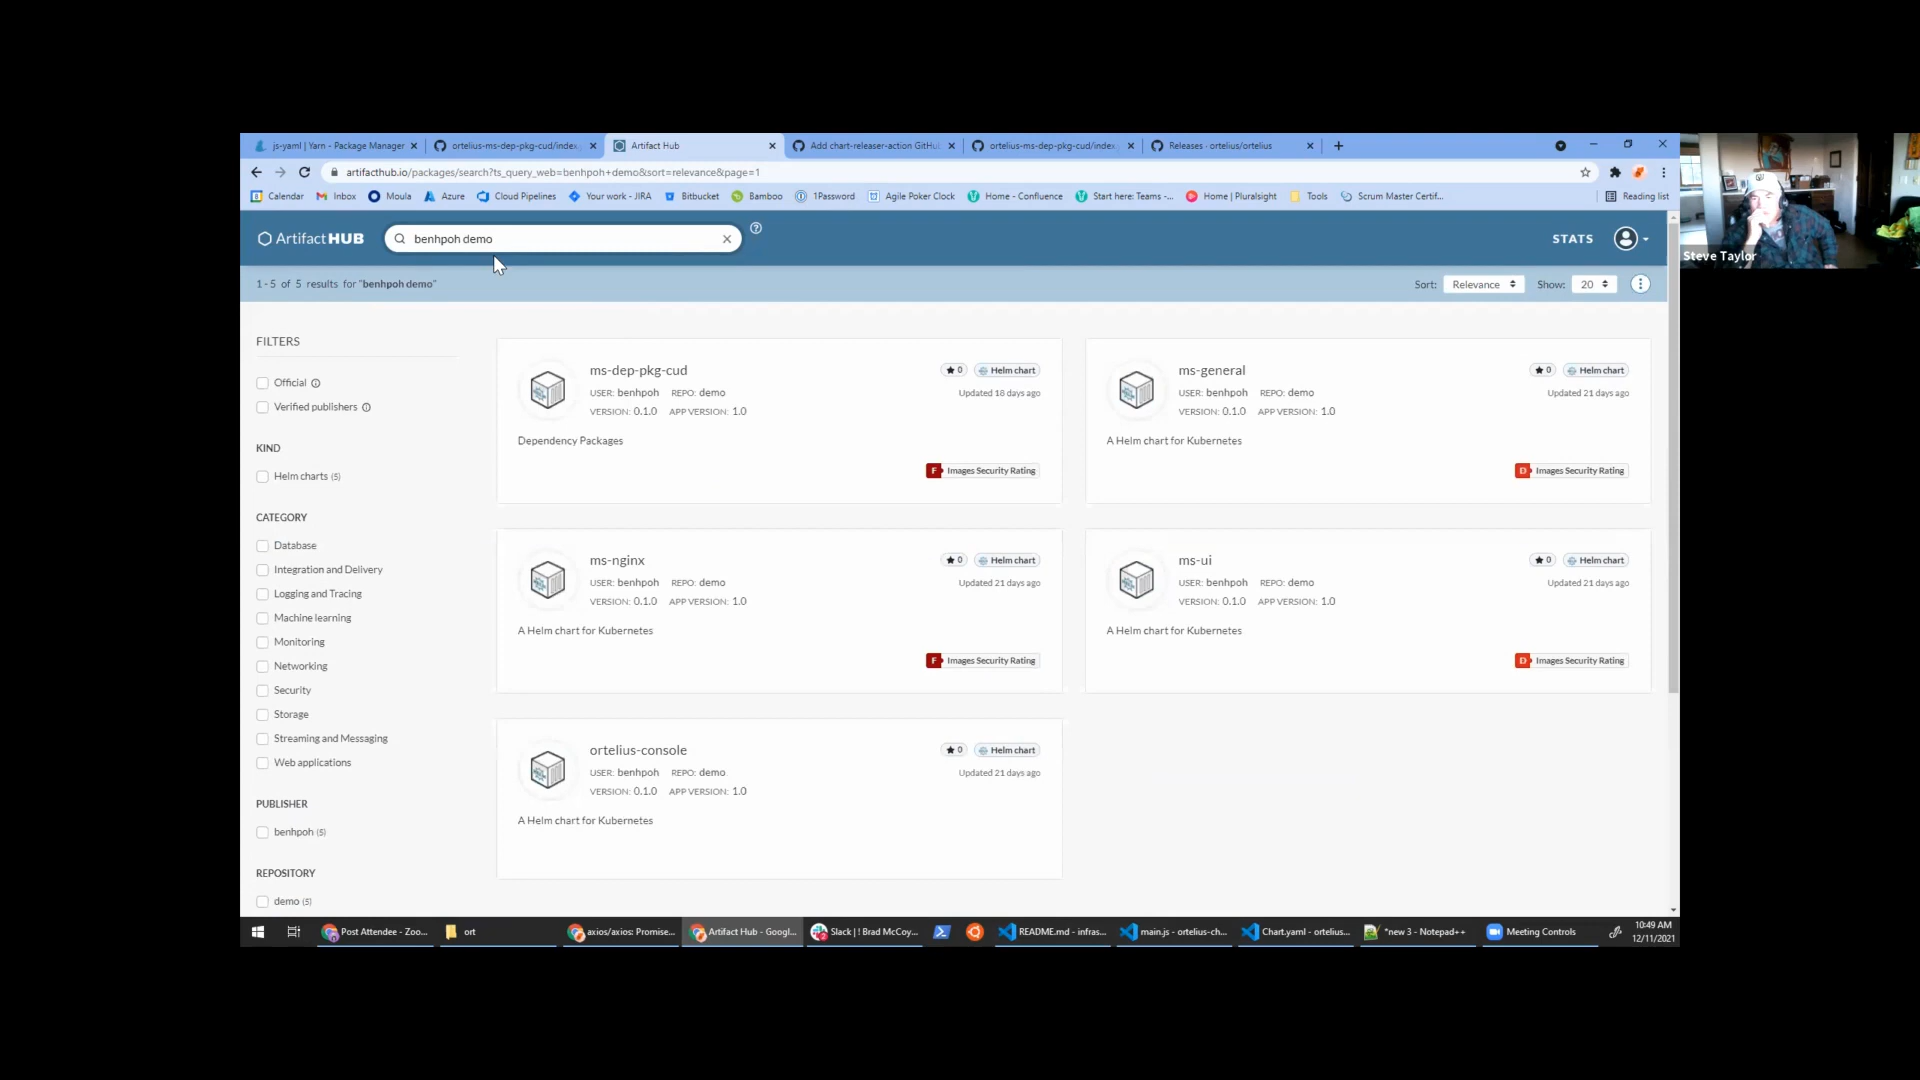 js-yaml | Yarn - Package Manager
ortelius-ms-dep-pkg-cud/index
Artifact Hub
Add chart-releaser-action GitHu
ortelius-ms-dep-pkg-cud/index
Releases · ortelius/ortelius
artifacthub.io/packages/search?ts_query_web=benhpoh+demo&sort=relevance&page=1
Calendar
Inbox
Moula
Azure
Cloud Pipelines
Your work - JIRA
Bitbucket
Bamboo
1Password
Agile Poker Clock
Home - Confluence
Start here: Teams -...
Home | Pluralsight
Tools
Scrum Master Certif...
Reading list
Artifact HUB
benhpoh demo
STATS
Steve Taylor
1 - 5 of 5 results for "benhpoh demo"
Sort: Relevance
Show: 20
FILTERS
Official
Verified publishers
KIND
Helm charts (5)
CATEGORY
Database
Integration and Delivery
Logging and Tracing
Machine learning
Monitoring
Networking
Security
Storage
Streaming and Messaging
Web applications
PUBLISHER
benhpoh (5)
REPOSITORY
demo (5)
ms-dep-pkg-cud
0 Helm chart
USER: benhpoh REPO: demo
Updated 18 days ago
VERSION: 0.1.0 APP VERSION: 1.0
Dependency Packages
F Images Security Rating
ms-general
0 Helm chart
USER: benhpoh REPO: demo
Updated 21 days ago
VERSION: 0.1.0 APP VERSION: 1.0
A Helm chart for Kubernetes
D Images Security Rating
ms-nginx
0 Helm chart
USER: benhpoh REPO: demo
Updated 21 days ago
VERSION: 0.1.0 APP VERSION: 1.0
A Helm chart for Kubernetes
F Images Security Rating
ms-ui
0 Helm chart
USER: benhpoh REPO: demo
Updated 21 days ago
VERSION: 0.1.0 APP VERSION: 1.0
A Helm chart for Kubernetes
D Images Security Rating
ortelius-console
0 Helm chart
USER: benhpoh REPO: demo
Updated 21 days ago
VERSION: 0.1.0 APP VERSION: 1.0
A Helm chart for Kubernetes
Post Attendee - Zoo...
ort
axios/axios: Promise...
Artifact Hub - Googl...
Slack | ! Brad McCoy...
README.md - infras...
main.js - ortelius-ch...
Chart.yaml - ortelius...
*new 3 - Notepad++
Meeting Controls
10:49 AM
12/11/2021